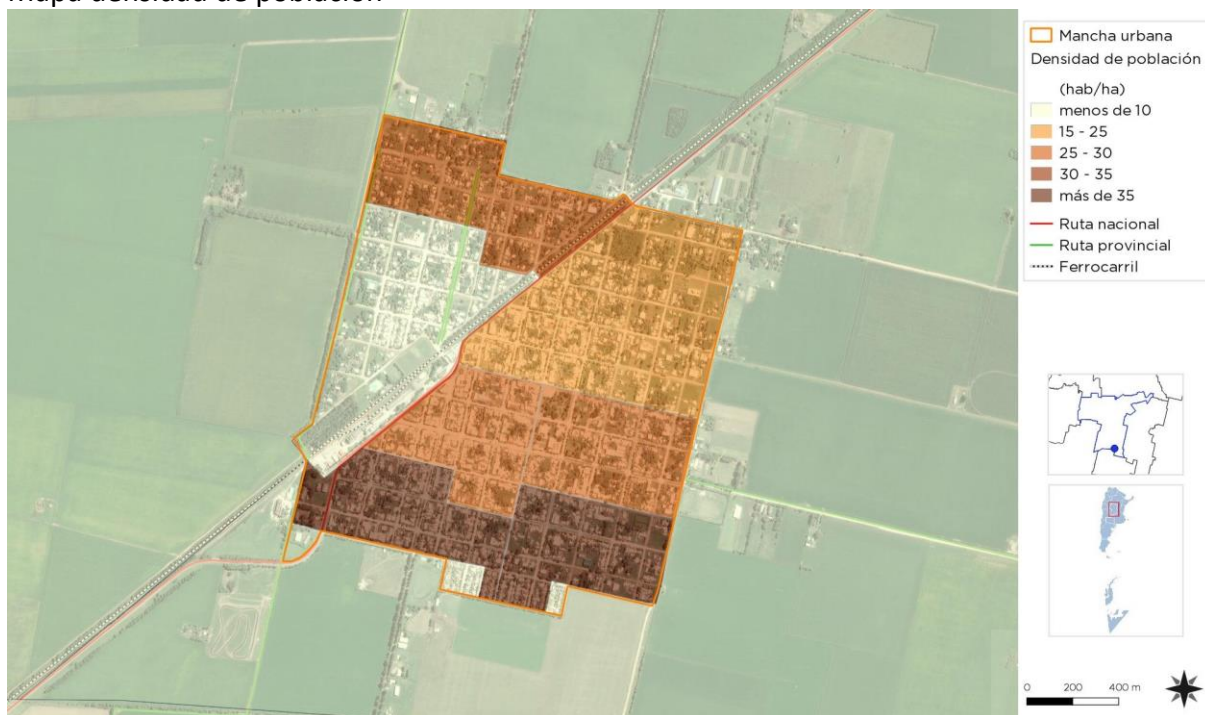 Mapa densidad de población
Mancha urbana
Densidad de población
(hab/ha)
menos de 10
15 - 25
25 - 30
30 - 35
más de 35
Ruta nacional
Ruta provincial
Ferrocarril
0 200 400 m